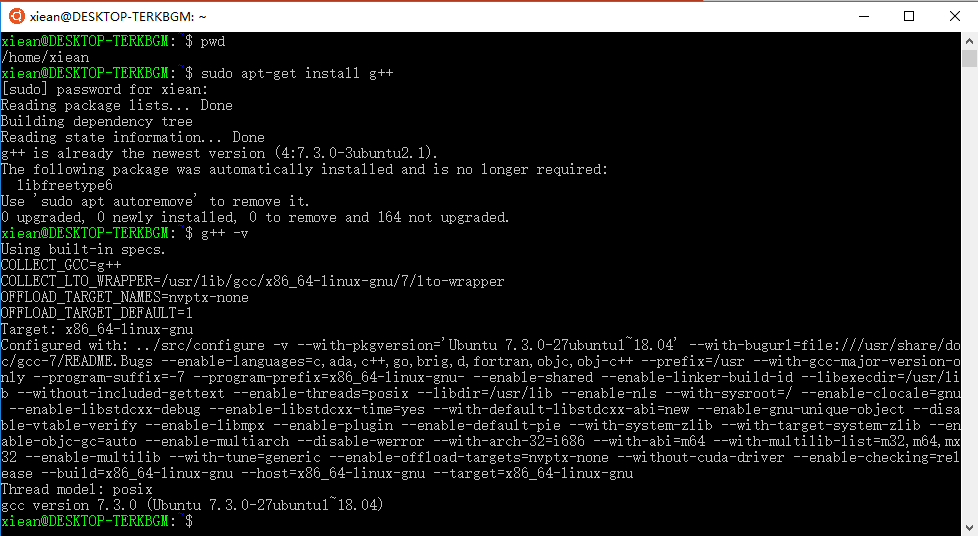 xiean@DESKTOP-TERKBGM: ~
xiean@DESKTOP-TERKBGM:~$ pwd
/home/xiean
xiean@DESKTOP-TERKBGM:~$ sudo apt-get install g++
[sudo] password for xiean:
Reading package lists... Done
Building dependency tree
Reading state information... Done
g++ is already the newest version (4:7.3.0-3ubuntu2.1).
The following package was automatically installed and is no longer required:
  libfreetype6
Use 'sudo apt autoremove' to remove it.
0 upgraded, 0 newly installed, 0 to remove and 164 not upgraded.
xiean@DESKTOP-TERKBGM:~$ g++ -v
Using built-in specs.
COLLECT_GCC=g++
COLLECT_LTO_WRAPPER=/usr/lib/gcc/x86_64-linux-gnu/7/lto-wrapper
OFFLOAD_TARGET_NAMES=nvptx-none
OFFLOAD_TARGET_DEFAULT=1
Target: x86_64-linux-gnu
Configured with: ../src/configure -v --with-pkgversion='Ubuntu 7.3.0-27ubuntu1~18.04' --with-bugurl=file:///usr/share/do
c/gcc-7/README.Bugs --enable-languages=c,ada,c++,go,brig,d,fortran,objc,obj-c++ --prefix=/usr --with-gcc-major-version-o
nly --program-suffix=-7 --program-prefix=x86_64-linux-gnu- --enable-shared --enable-linker-build-id --libexecdir=/usr/li
b --without-included-gettext --enable-threads=posix --libdir=/usr/lib --enable-nls --with-sysroot=/ --enable-clocale=gnu
 --enable-libstdcxx-debug --enable-libstdcxx-time=yes --with-default-libstdcxx-abi=new --enable-gnu-unique-object --disa
ble-vtable-verify --enable-libmpx --enable-plugin --enable-default-pie --with-system-zlib --with-target-system-zlib --en
able-objc-gc=auto --enable-multiarch --disable-werror --with-arch-32=i686 --with-abi=m64 --with-multilib-list=m32,m64,mx
32 --enable-multilib --with-tune=generic --enable-offload-targets=nvptx-none --without-cuda-driver --enable-checking=rel
ease --build=x86_64-linux-gnu --host=x86_64-linux-gnu --target=x86_64-linux-gnu
Thread model: posix
gcc version 7.3.0 (Ubuntu 7.3.0-27ubuntu1~18.04)
xiean@DESKTOP-TERKBGM:~$